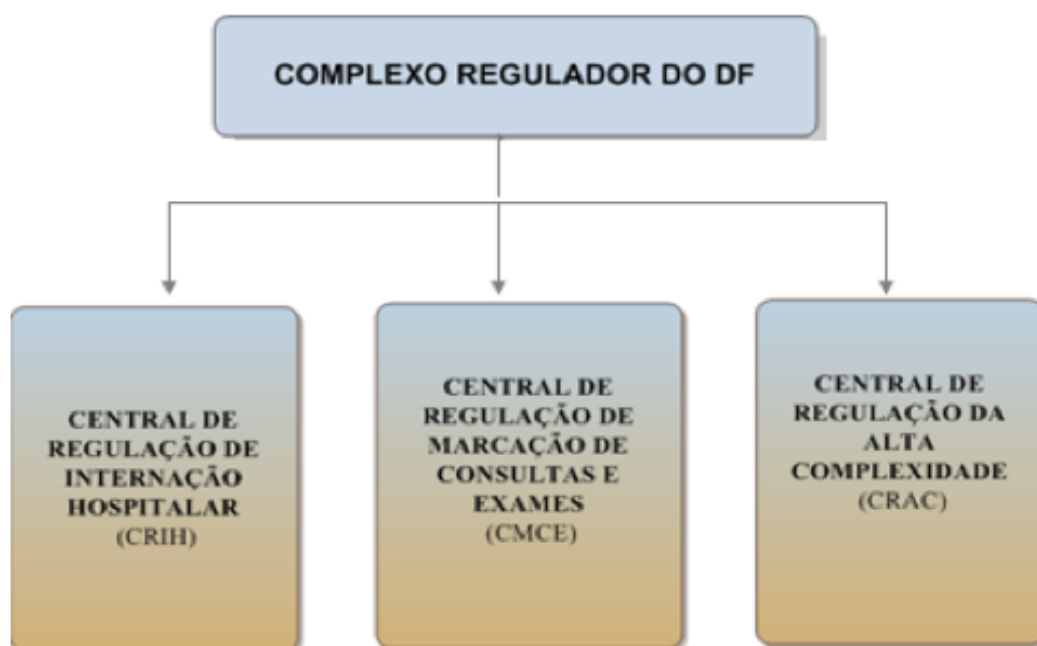 COMPLEXO REGULADOR DO DF
CENTRAL DE
REGULAÇÃO DE
INTERNAÇÃO
HOSPITALAR
(CRIH)
CENTRAL DE
REGULAÇÃO DE
MARCAÇÃO DE
CONSULTAS E
EXAMES
(CMCE)
CENTRAL DE
REGULAÇÃO DA
ALTA
COMPLEXIDADE
(CRAC)